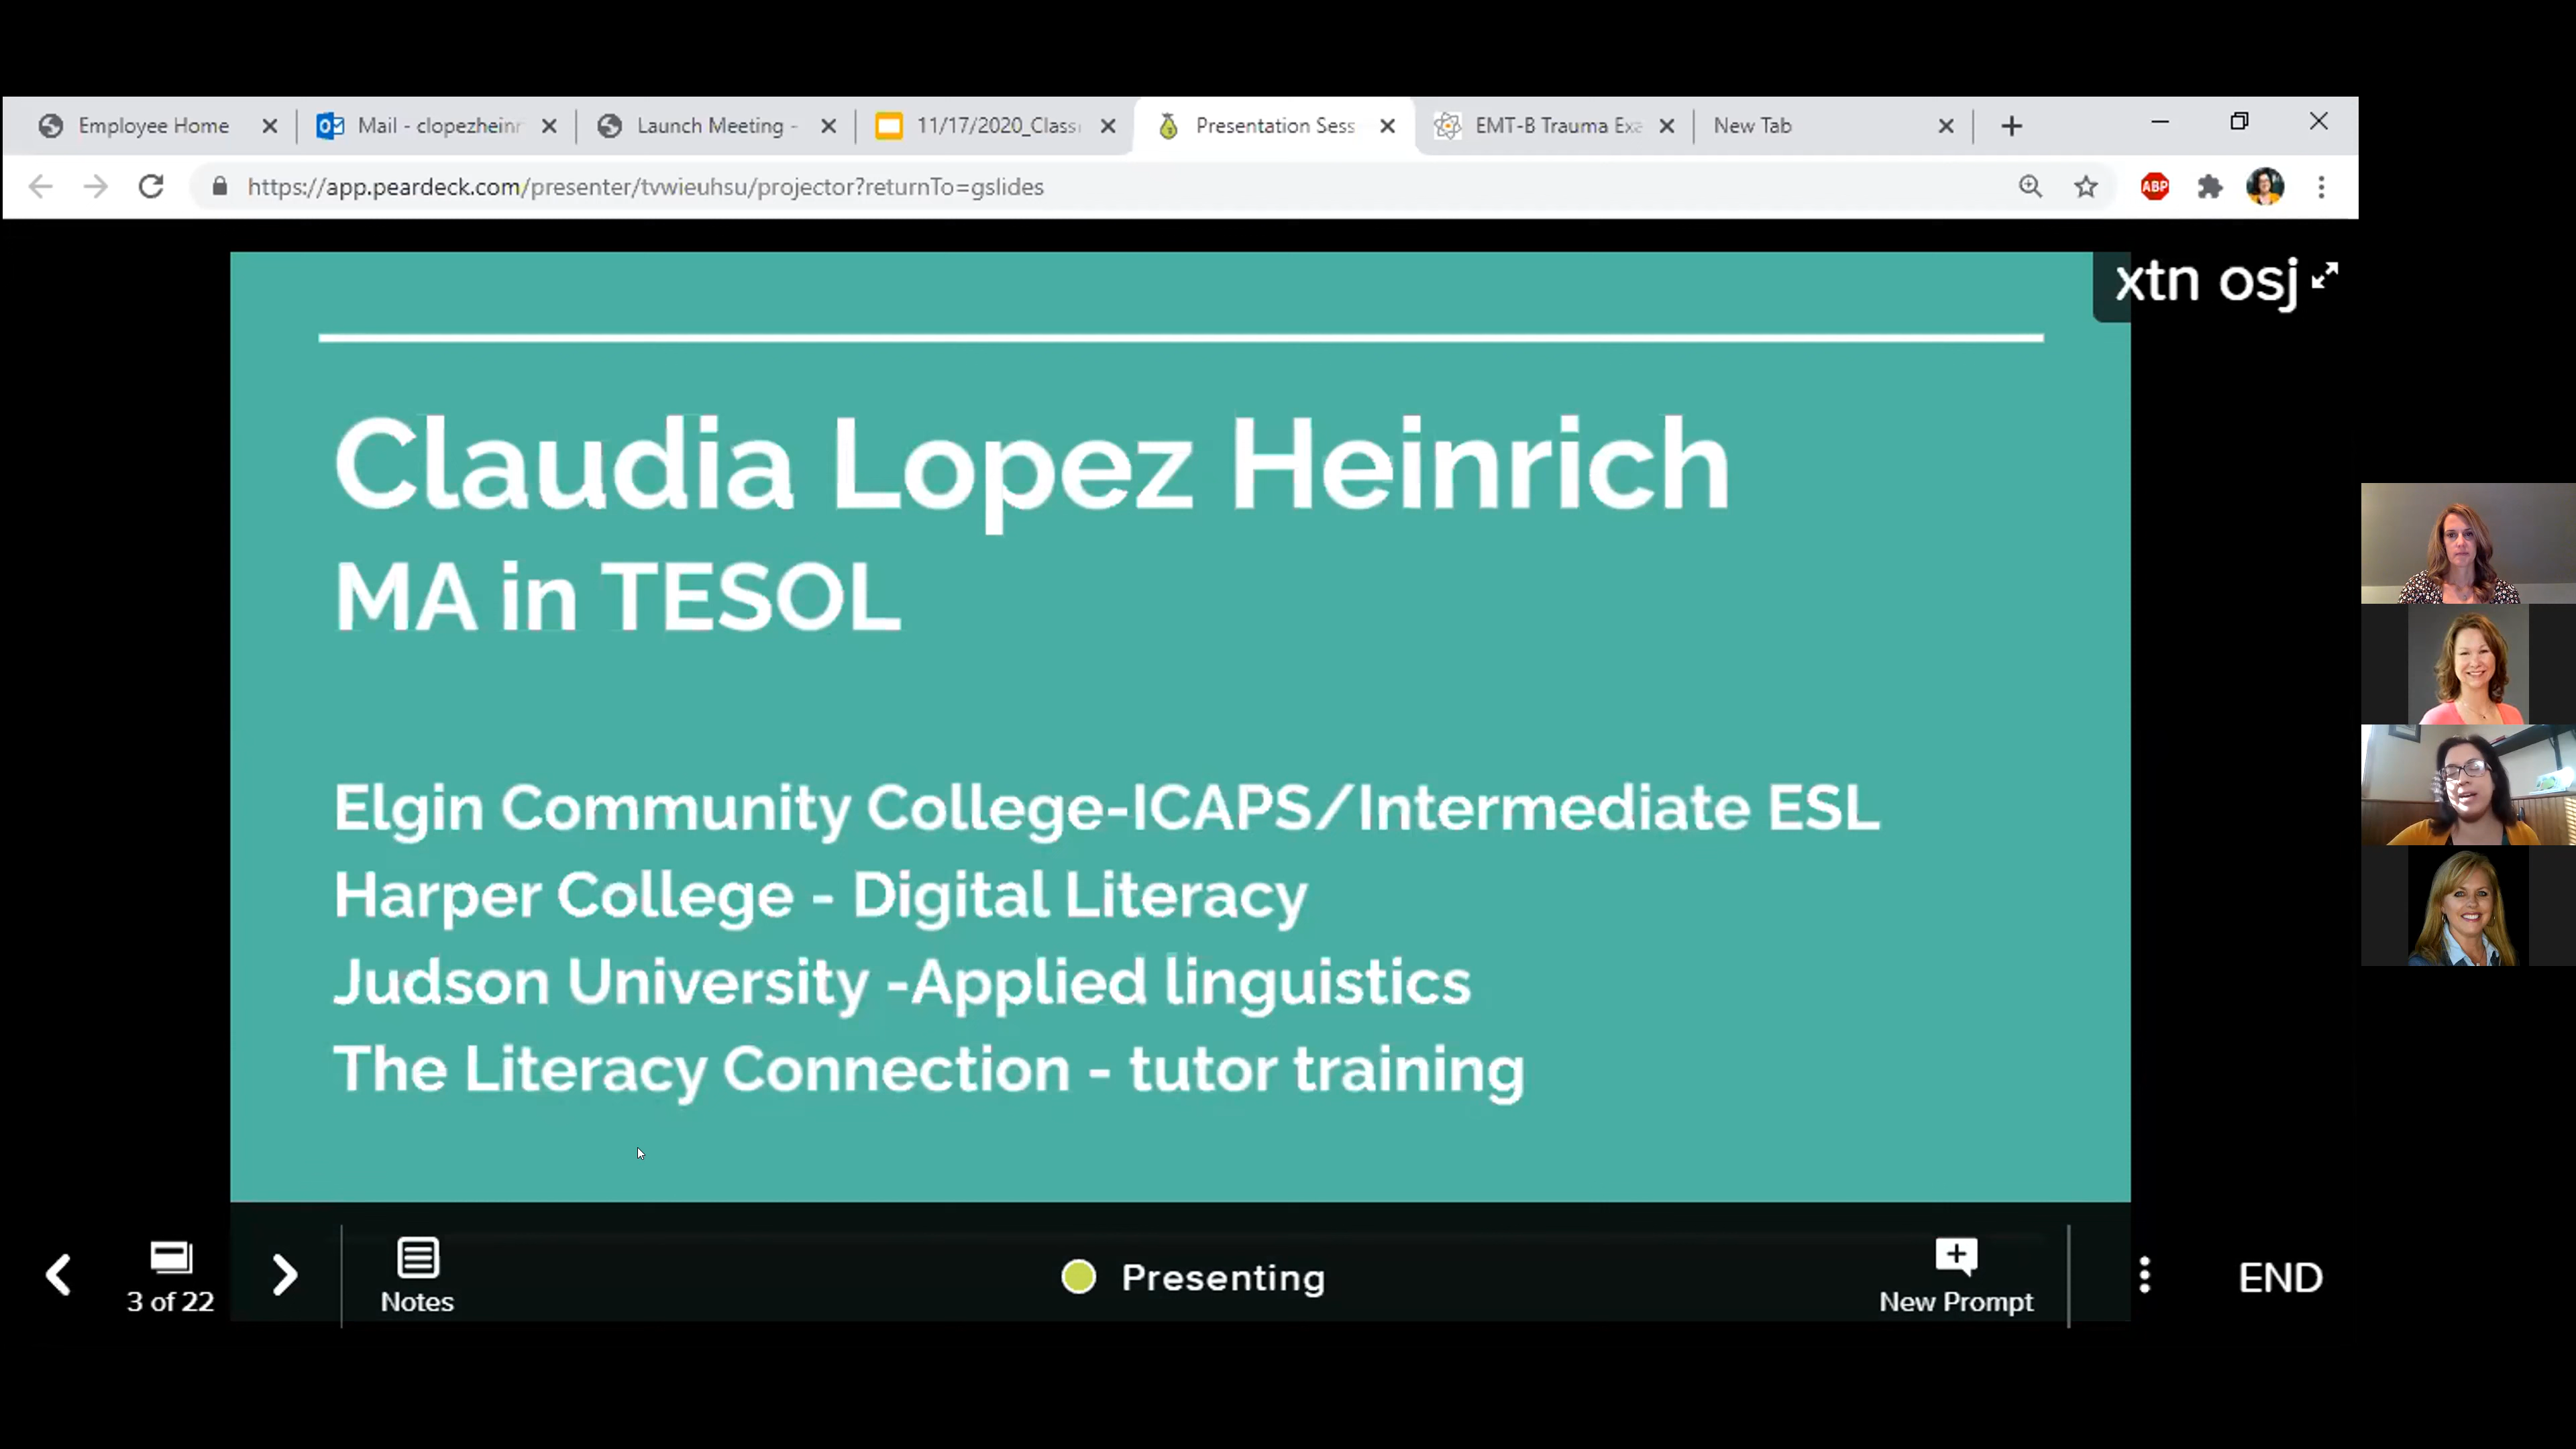 Employee Home
Mail - clopezheinr
Launch Meeting -
11/17/2020_Class
Presentation Sess
EMT-B Trauma Exa
New Tab
https://app.peardeck.com/presenter/tvwieuhsu/projector?returnTo=gslides
ABP
xtn osj
Claudia Lopez Heinrich
MA in TESOL
Elgin Community College-ICAPS/Intermediate ESL
Harper College - Digital Literacy
Judson University -Applied linguistics
The Literacy Connection - tutor training
3 of 22
Notes
Presenting
New Prompt
END